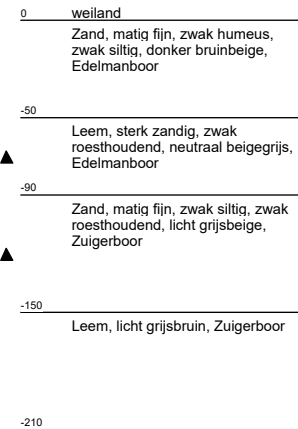 0 weiland
Zand, matig fijn, zwak humeus,
zwak siltig, donker bruinbeige,
Edelmanboor
-50
Leem, sterk zandig, zwak
roesthoudend, neutraal beigegrijs,
Edelmanboor
-90
Zand, matig fijn, zwak siltig, zwak
roesthoudend, licht grijsbeige,
Zuigerboor
-150
Leem, licht grijsbruin, Zuigerboor
-210